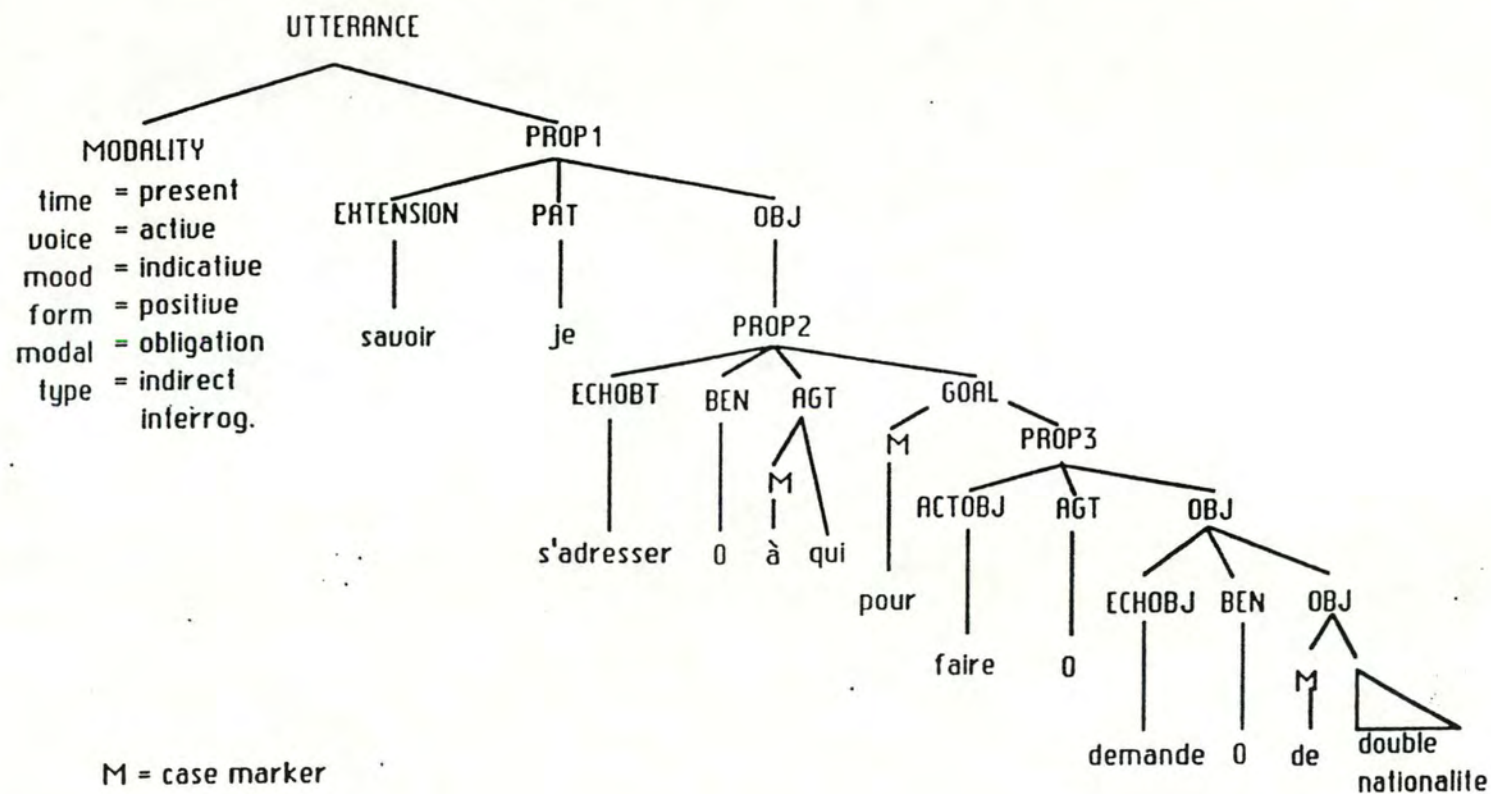 UTTERANCE
MODALITY
time = present
voice = active
mood = indicative
form = positive
modal = obligation
type = indirect
interrog.
PROP1
EXTENSION PAT OBJ
savoir je
PROP2
ECHOBT BEN AGT GOAL
M M PROP3
s'adresser 0 à qui
pour
ACTOBJ AGT OBJ
faire 0
ECHOBJ BEN OBJ
M
demande 0 de double
nationalite
M = case marker